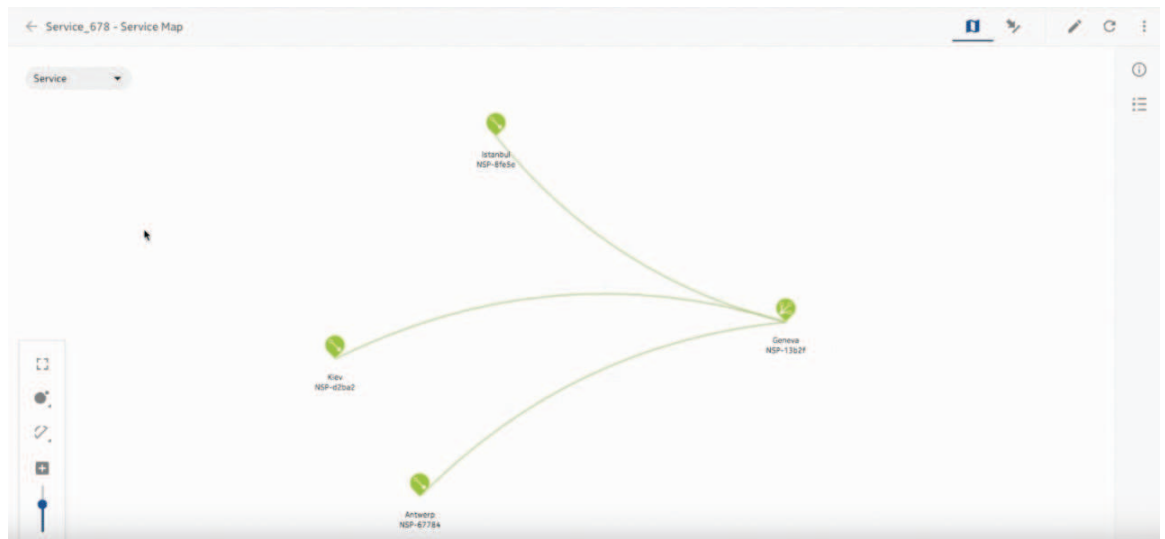 Service_678 - Service Map
Service
Istanbul
NSP-8fe5e
Geneva
NSP-13b2f
Kiev
NSP-d2ba2
Antwerp
NSP-67784